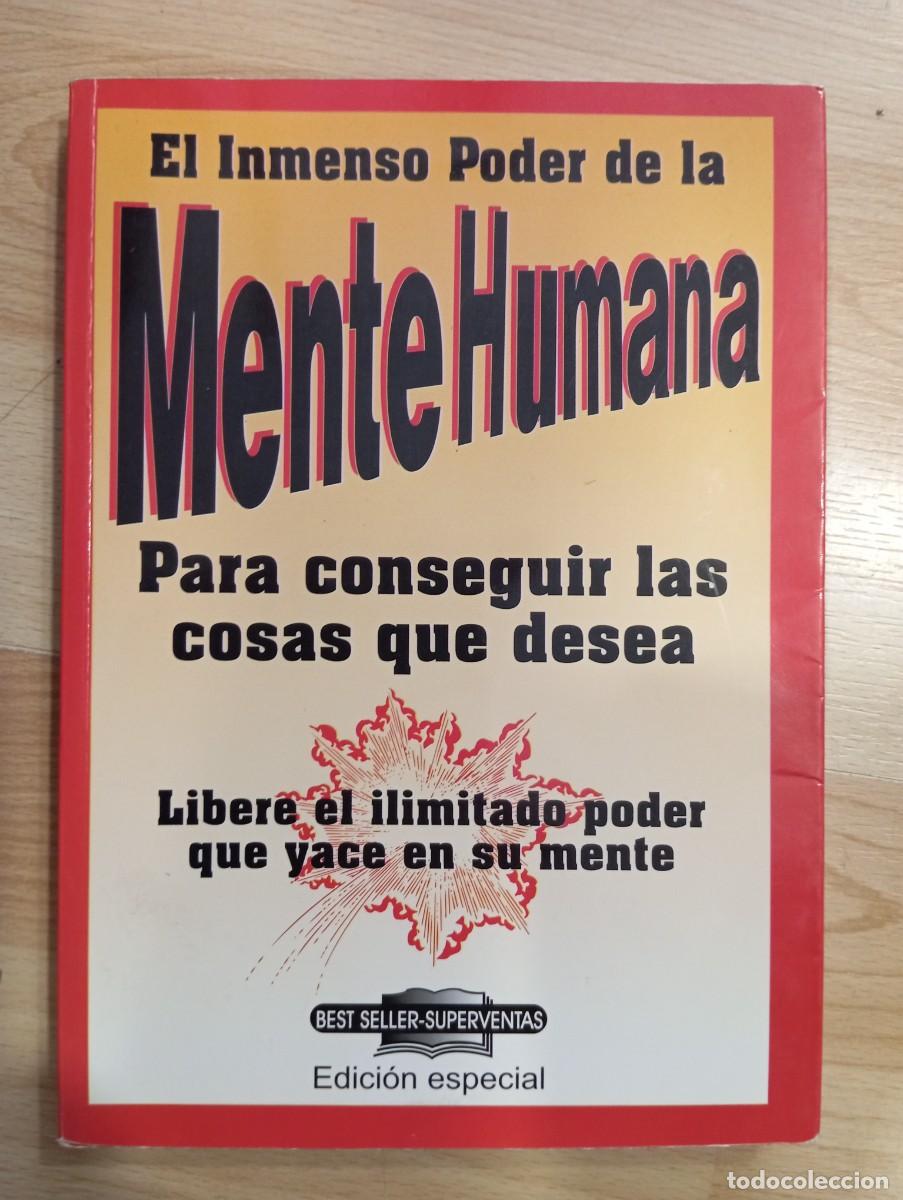 El Inmenso Poder de la
Mente Humana
Para conseguir las
cosas que desea
Libere el ilimitado poder
que yace en su mente
BEST SELLER-SUPERVENTAS
Edición especial
todocoleccion